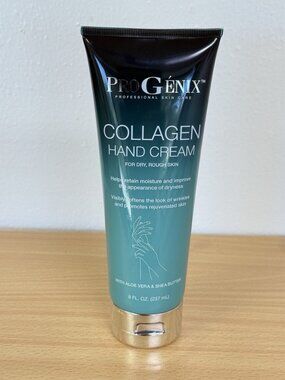 PROGÉNIX™
PROFESSIONAL SKIN CARE
COLLAGEN
HAND CREAM
FOR DRY, ROUGH SKIN
Helps retain moisture and improve
the appearance of dryness
Visibly softens the look of wrinkles
and promotes rejuvenated skin
WITH ALOE VERA & SHEA BUTTER
8 FL. OZ. (237 mL)